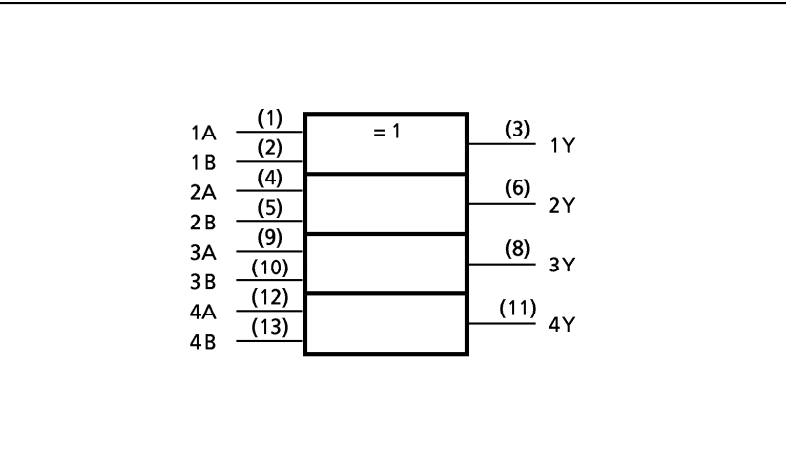 1A (1) = 1 (3) 1Y
1B (2)
2A (4) (6) 2Y
2B (5)
3A (9) (8) 3Y
3B (10)
4A (12) (11) 4Y
4B (13)